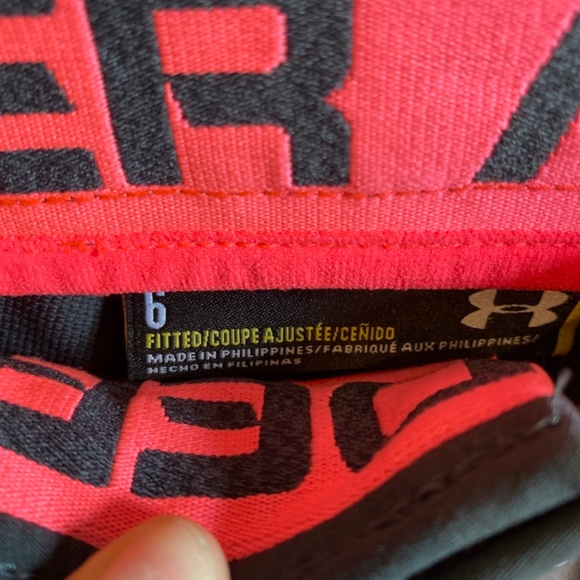 ER A
6
FITTED/COUPE AJUSTÉE/CEÑIDO
MADE IN PHILIPPINES/FABRIQUÉ AUX PHILIPPINES/
HECHO EN FILIPINAS